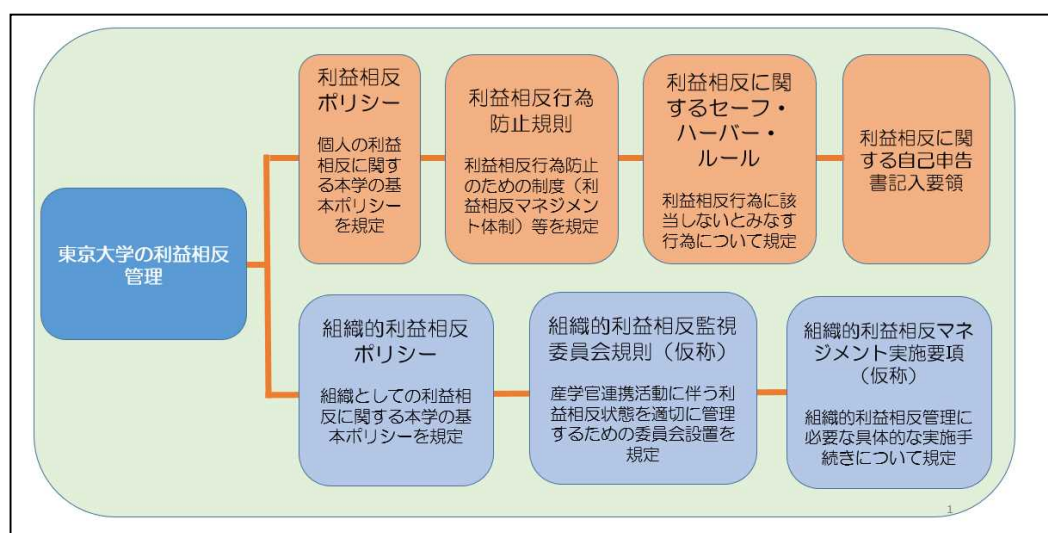 東京大学の利益相反
管理
利益相反
ポリシー
個人の利益
相反に関す
る本学の基
本ポリシー
を規定
利益相反行為
防止規則
利益相反行為防止
のための制度（利
益相反マネジメン
ト体制）等を規定
利益相反に関
するセーフ・
ハーバー・
ルール
利益相反行為に該
当しないとみなす
行為について規定
利益相反に関
する自己申告
書記入要領
組織的利益相反
ポリシー
組織としての利益相
反に関する本学の基
本ポリシーを規定
組織的利益相反監視
委員会規則（仮称）
産学官連携活動に伴う利
益相反状態を適切に管理
するための委員会設置を
規定
組織的利益相反マネ
ジメント実施要項
（仮称）
組織的利益相反管理に
必要な具体的な実施手
続きについて規定
1